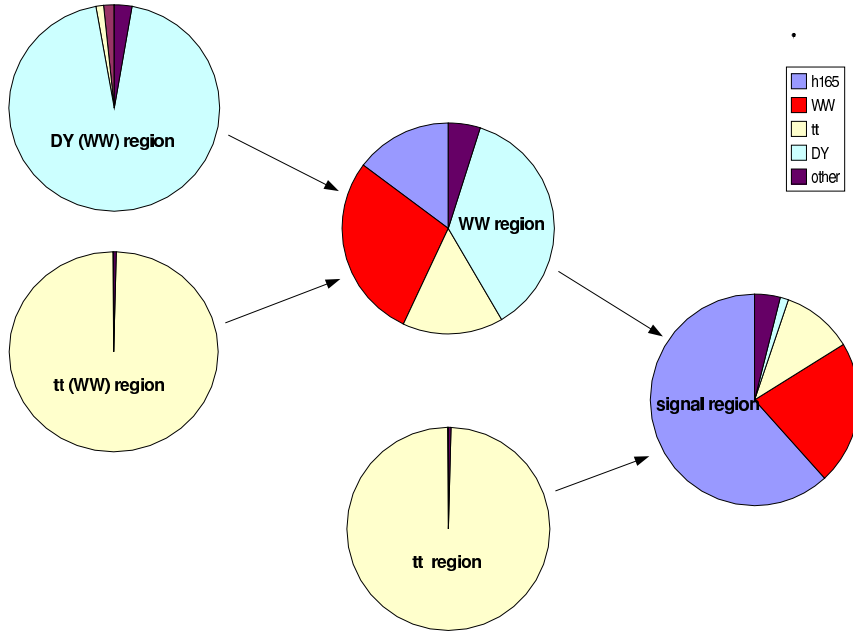 DY (WW) region
h165
WW
tt
DY
other
WW region
tt (WW) region
signal region
tt region